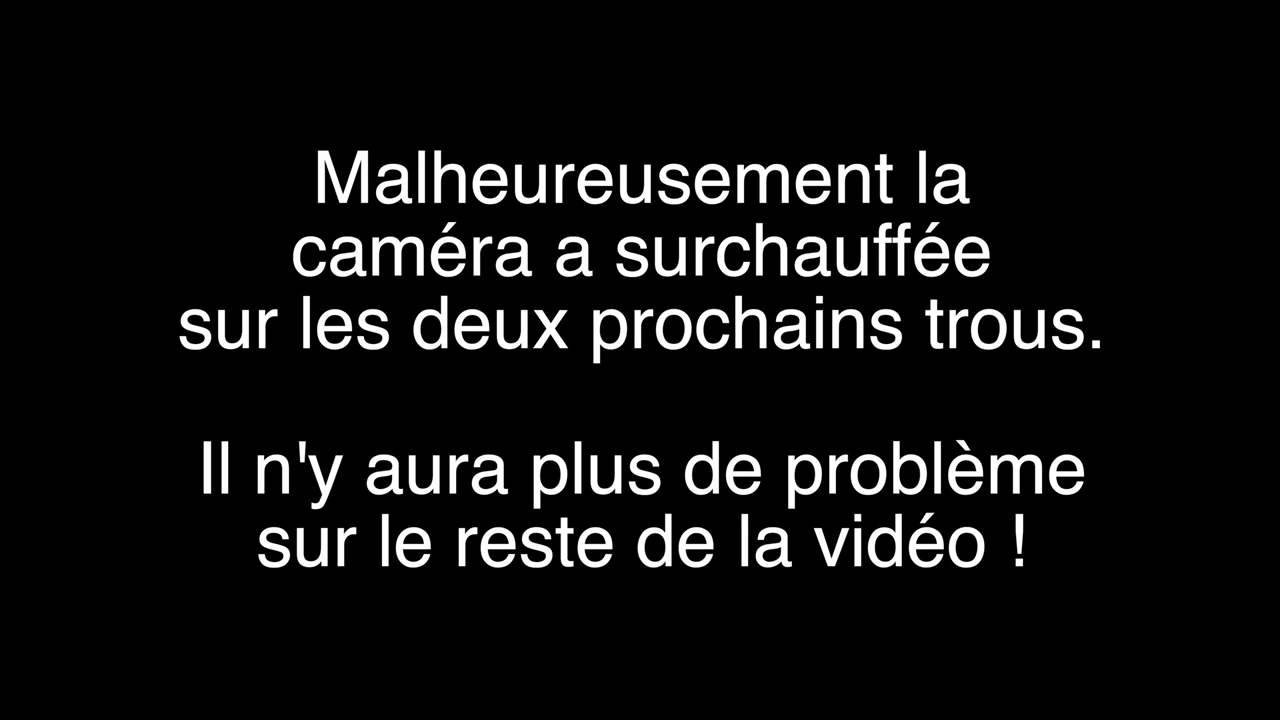 Malheureusement la
caméra a surchauffée
sur les deux prochains trous.
Il n'y aura plus de problème
sur le reste de la vidéo !